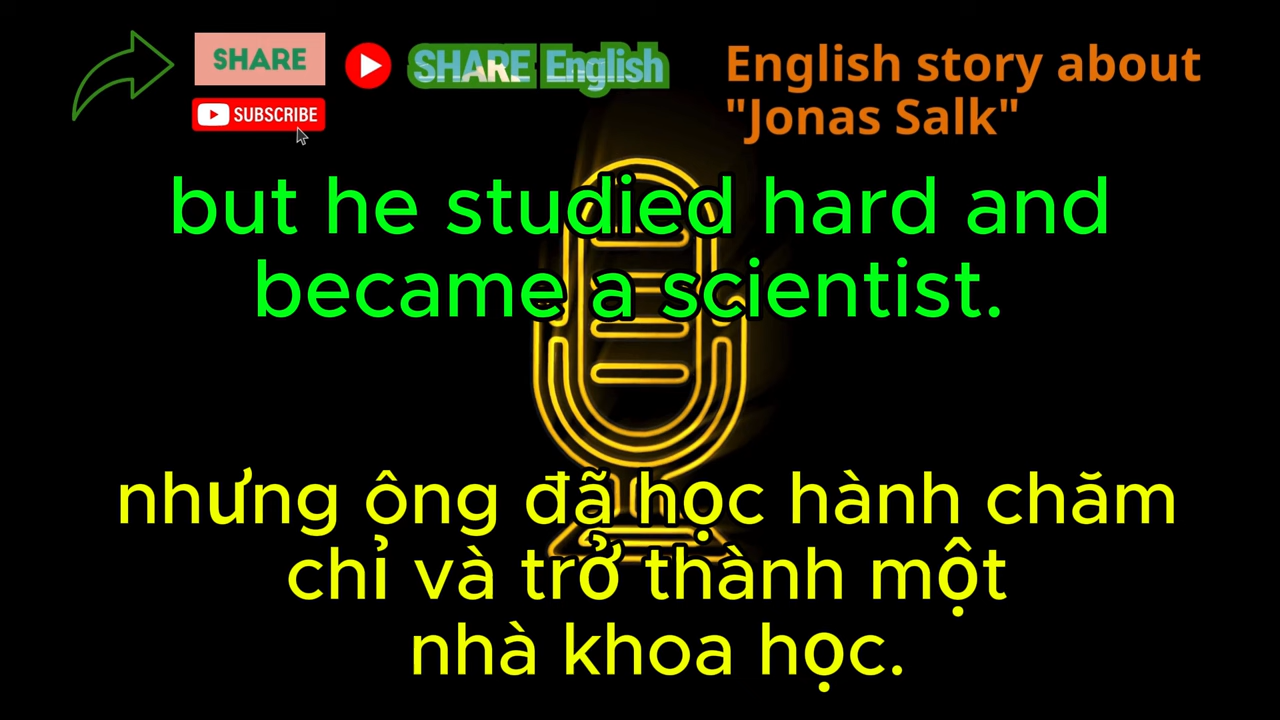 SHARE
SUBSCRIBE
SHARE English
English story about
"Jonas Salk"
but he studied hard and
became a scientist.
nhưng ông đã học hành chăm
chỉ và trở thành một
nhà khoa học.